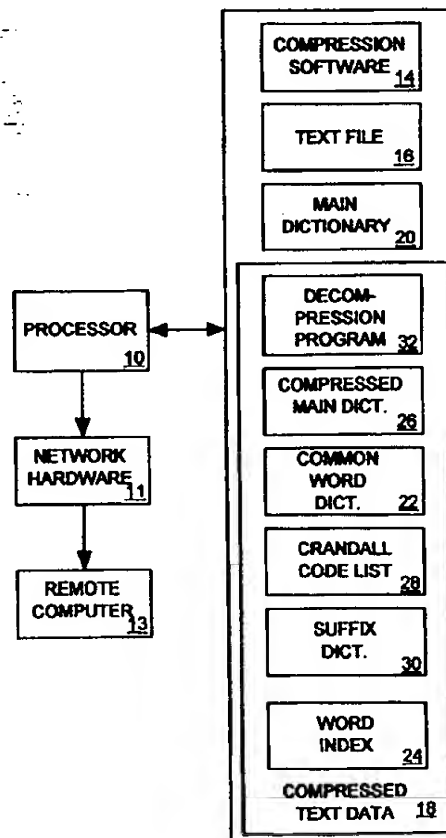 COMPRESSION
SOFTWARE
14
TEXT FILE
16
MAIN
DICTIONARY
20
DECOM-
PRESSION
PROGRAM
32
COMPRESSED
MAIN DICT.
26
COMMON
WORD
DICT.
22
CRANDALL
CODE LIST
28
SUFFIX
DICT.
30
WORD
INDEX
24
COMPRESSED
TEXT DATA 18
PROCESSOR
10
NETWORK
HARDWARE
11
REMOTE
COMPUTER
13